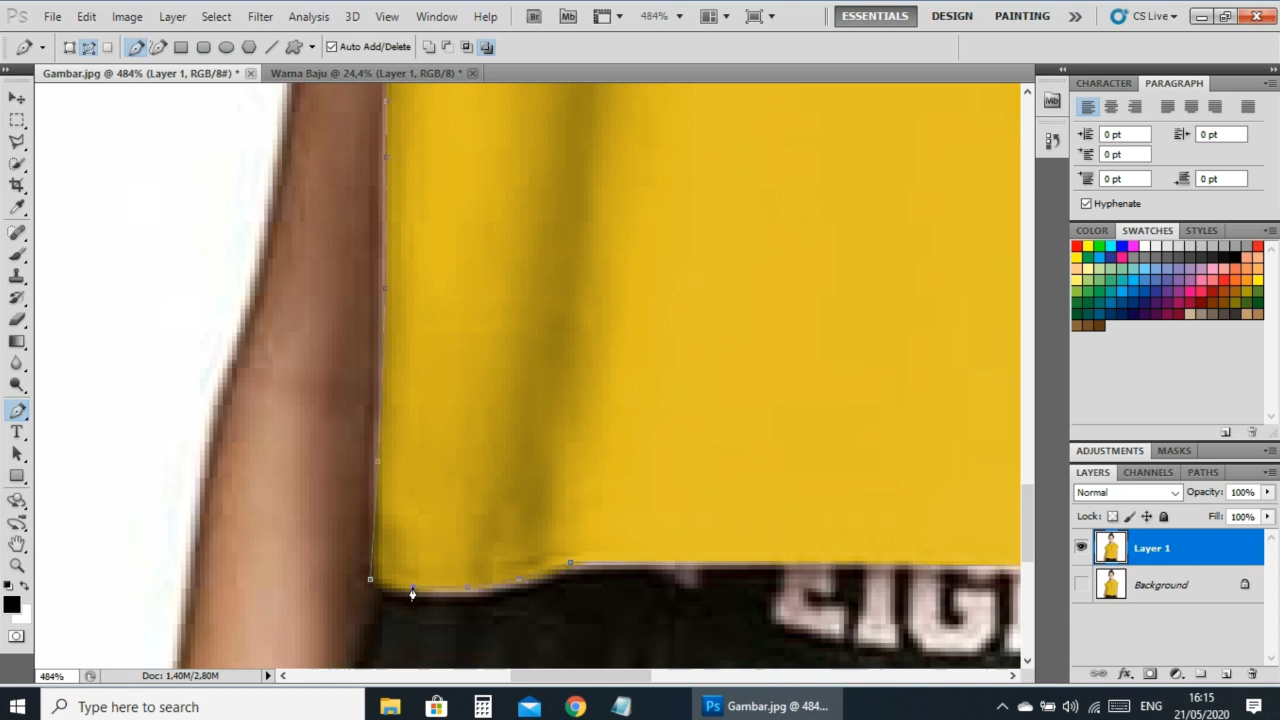 Ps File Edit Image Layer Select Filter Analysis 3D View Window Help Br Mb 484% ESSENTIALS DESIGN PAINTING CS Live
Auto Add/Delete
Gambar.jpg @ 484% (Layer 1, RGB/8#) * Warna Baju @ 24,4% (Layer 1, RGB/8) *
CHARACTER PARAGRAPH
Mb
0 pt 0 pt
0 pt
0 pt 0 pt
Hyphenate
COLOR SWATCHES STYLES
T
ADJUSTMENTS MASKS
LAYERS CHANNELS PATHS
Normal Opacity: 100%
Lock: Fill: 100%
Layer 1
Background
EIG
484% Doc: 1,40M/2,80M fx
Type here to search Ps Gambar.jpg @ 484... ENG 16:15
21/05/2020